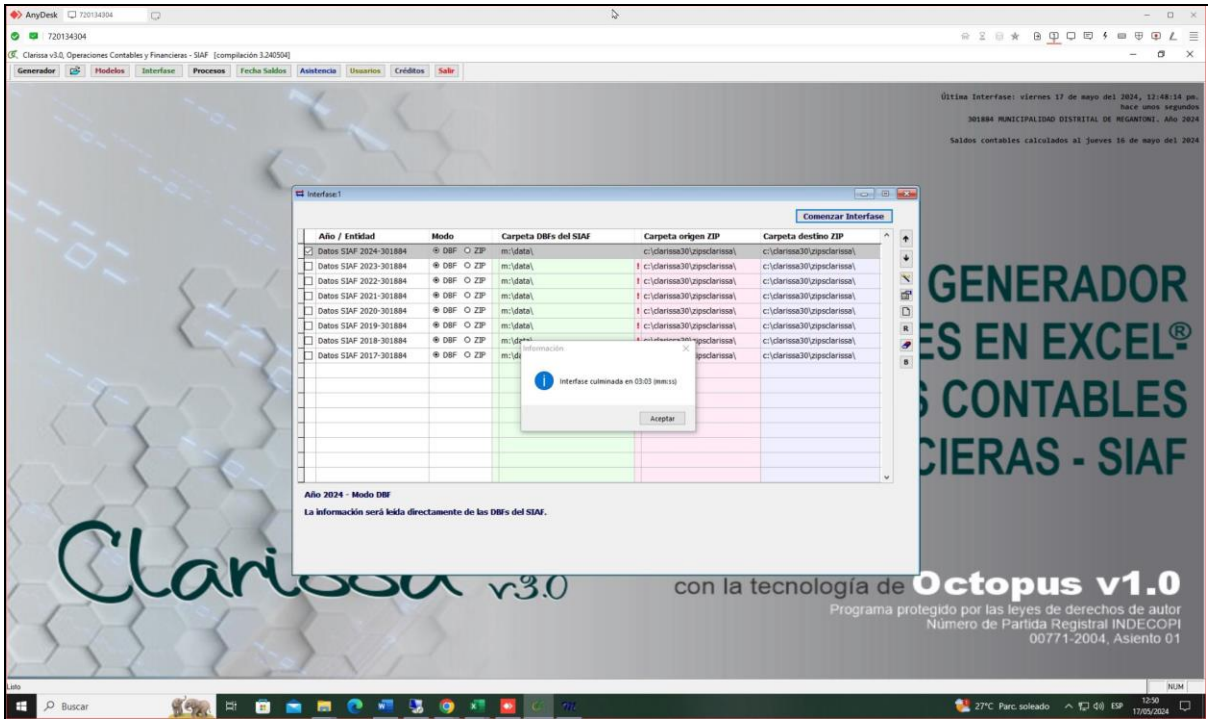 AnyDesk 720134304
720134304
Clarissa v3.0, Operaciones Contables y Financieras - SIAF [compilación 3.240504]
Generador Modelos Interfase Procesos Fecha Saldos Asistencia Usuarios Créditos Salir
Última Interfase: viernes 17 de mayo del 2024, 12:48:14 pm.
hace unos segundos
301884 MUNICIPALIDAD DISTRITAL DE MEGANTONI. Año 2024
Saldos contables calculados al jueves 16 de mayo del 2024
Interfase:1
Comenzar Interfase
Año / Entidad Modo Carpeta DBFs del SIAF Carpeta origen ZIP Carpeta destino ZIP
Datos SIAF 2024-301884 DBF ZIP m:\data\ c:\clarissa30\zipsclarissa\ c:\clarissa30\zipsclarissa\
Datos SIAF 2023-301884 DBF ZIP m:\data\ ! c:\clarissa30\zipsclarissa\ c:\clarissa30\zipsclarissa\
Datos SIAF 2022-301884 DBF ZIP m:\data\ ! c:\clarissa30\zipsclarissa\ c:\clarissa30\zipsclarissa\
Datos SIAF 2021-301884 DBF ZIP m:\data\ ! c:\clarissa30\zipsclarissa\ c:\clarissa30\zipsclarissa\
Datos SIAF 2020-301884 DBF ZIP m:\data\ ! c:\clarissa30\zipsclarissa\ c:\clarissa30\zipsclarissa\
Datos SIAF 2019-301884 DBF ZIP m:\data\ ! c:\clarissa30\zipsclarissa\ c:\clarissa30\zipsclarissa\
Datos SIAF 2018-301884 DBF ZIP c:\clarissa30\zipsclarissa\
Datos SIAF 2017-301884 DBF ZIP m:\da ipsclarissa\ c:\clarissa30\zipsclarissa\
R
B
Información
Interfase culminada en 03:03 (mm:ss)
Aceptar
Año 2024 - Modo DBF
La información será leída directamente de las DBFs del SIAF.
GENERADOR
ES EN EXCEL®
S CONTABLES
CIERAS - SIAF
Clarissa v3.0
con la tecnología de Octopus v1.0
Programa protegido por las leyes de derechos de autor
Número de Partida Registral INDECOPI
00771-2004, Asiento 01
Listo NUM
Buscar 27°C Parc. soleado ESP 12:50
17/05/2024